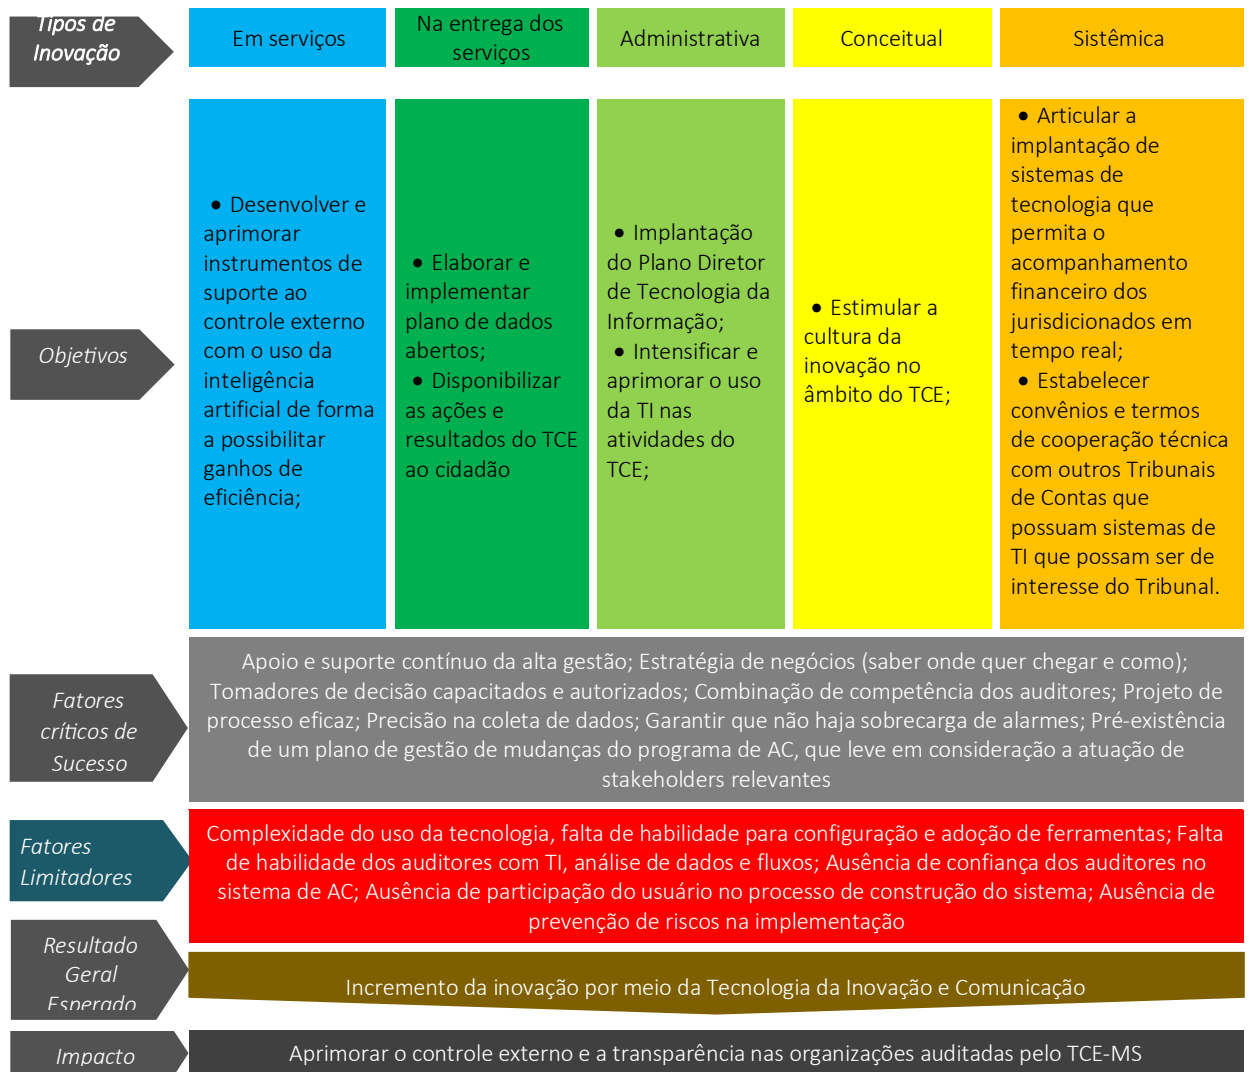 Tipos de
Inovação
Em serviços
Na entrega dos
serviços
Administrativa
Conceitual
Sistêmica
Objetivos
• Desenvolver e
aprimorar
instrumentos de
suporte ao
controle externo
com o uso da
inteligência
artificial de forma
a possibilitar
ganhos de
eficiência;
• Elaborar e
implementar
plano de dados
abertos;
• Disponibilizar
as ações e
resultados do TCE
ao cidadão
• Implantação
do Plano Diretor
de Tecnologia da
Informação;
• Intensificar e
aprimorar o uso
da TI nas
atividades do
TCE;
• Estimular a
cultura da
inovação no
âmbito do TCE;
• Articular a
implantação de
sistemas de
tecnologia que
permita o
acompanhamento
financeiro dos
jurisdicionados em
tempo real;
• Estabelecer
convênios e termos
de cooperação técnica
com outros Tribunais
de Contas que
possuam sistemas de
TI que possam ser de
interesse do Tribunal.
Fatores
críticos de
Sucesso
Apoio e suporte contínuo da alta gestão; Estratégia de negócios (saber onde quer chegar e como);
Tomadores de decisão capacitados e autorizados; Combinação de competência dos auditores; Projeto de
processo eficaz; Precisão na coleta de dados; Garantir que não haja sobrecarga de alarmes; Pré-existência
de um plano de gestão de mudanças do programa de AC, que leve em consideração a atuação de
stakeholders relevantes
Fatores
Limitadores
Complexidade do uso da tecnologia, falta de habilidade para configuração e adoção de ferramentas; Falta
de habilidade dos auditores com TI, análise de dados e fluxos; Ausência de confiança dos auditores no
sistema de AC; Ausência de participação do usuário no processo de construção do sistema; Ausência de
prevenção de riscos na implementação
Resultado
Geral
Esperado
Incremento da inovação por meio da Tecnologia da Inovação e Comunicação
Impacto
Aprimorar o controle externo e a transparência nas organizações auditadas pelo TCE-MS